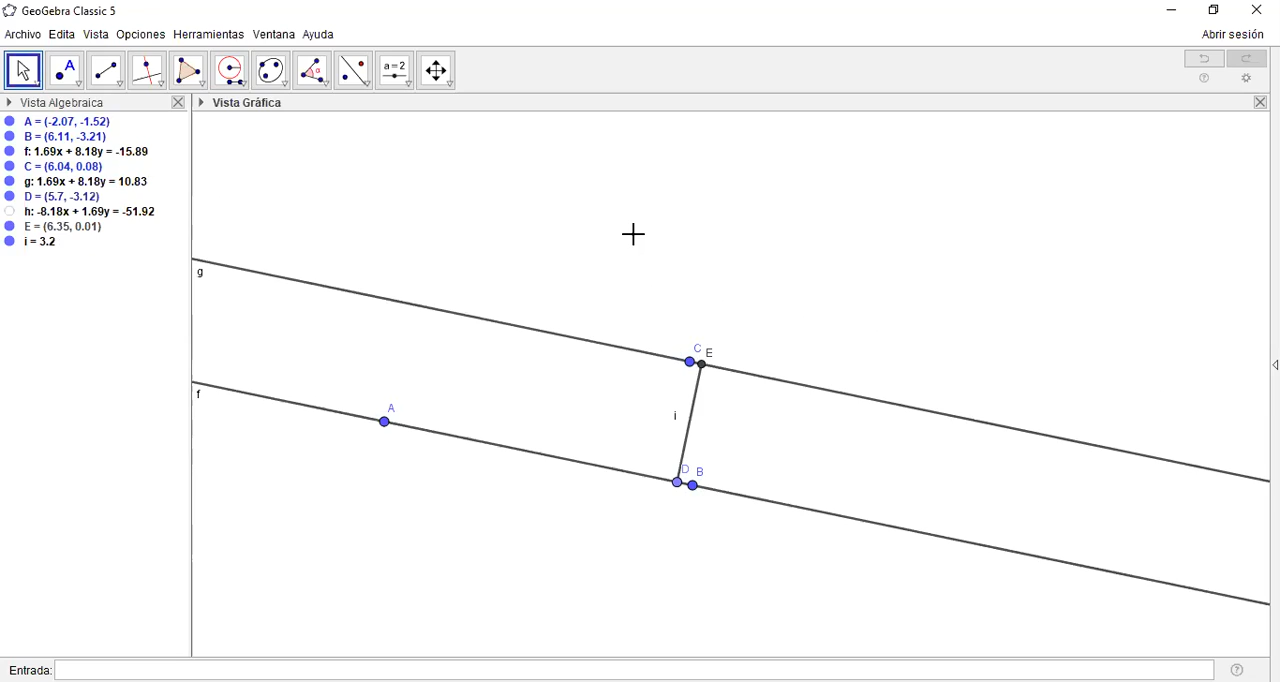 GeoGebra Classic 5
Archivo Edita Vista Opciones Herramientas Ventana Ayuda
Abrir sesión
A
α
a=2
Vista Algebraica
Vista Gráfica
A = (-2.07, -1.52)
B = (6.11, -3.21)
f: 1.69x + 8.18y = -15.89
C = (6.04, 0.08)
g: 1.69x + 8.18y = 10.83
D = (5.7, -3.12)
h: -8.18x + 1.69y = -51.92
E = (6.35, 0.01)
i = 3.2
g
C
E
f
A
i
D
B
Entrada: